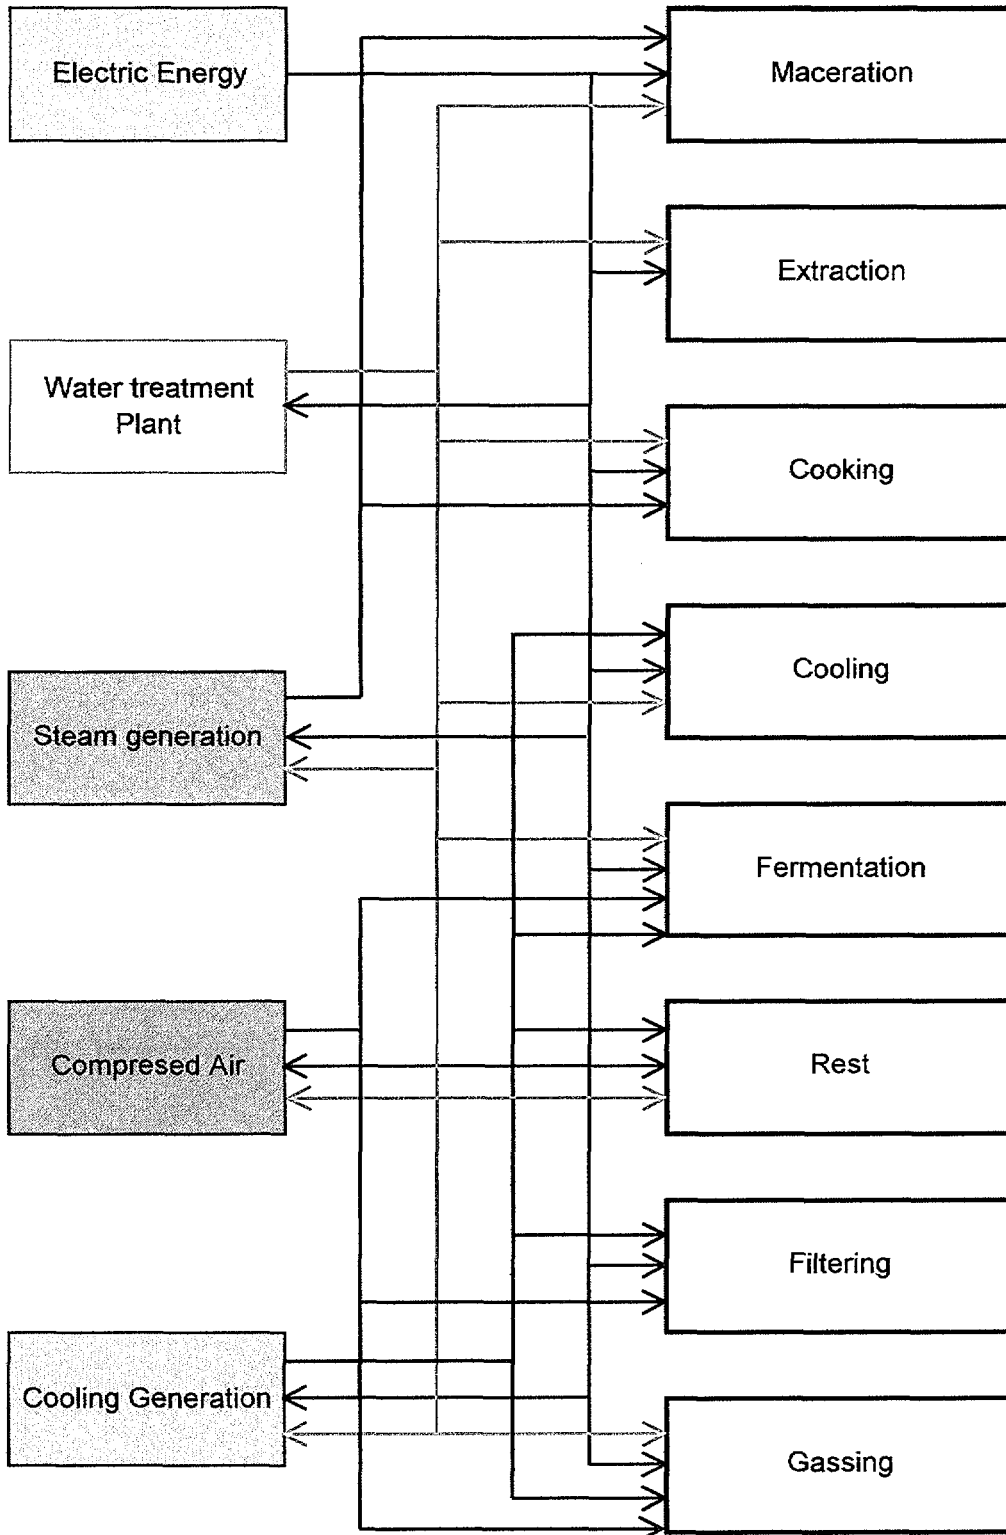 Electric Energy
Maceration
Extraction
Water treatment
Plant
Cooking
Cooling
Steam generation
Fermentation
Compresed Air
Rest
Filtering
Cooling Generation
Gassing